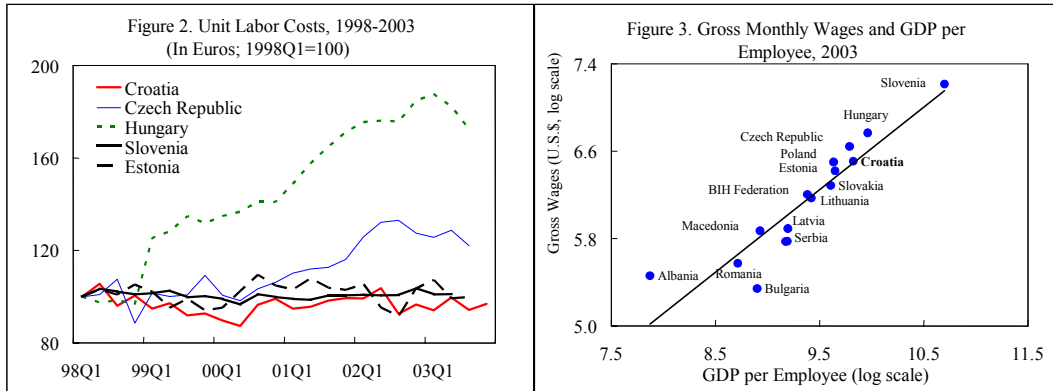 Figure 2. Unit Labor Costs, 1998-2003
(In Euros; 1998Q1=100)
200
160
120
80
Croatia
Czech Republic
Hungary
Slovenia
Estonia
98Q1
99Q1
00Q1
01Q1
02Q1
03Q1
Figure 3. Gross Monthly Wages and GDP per
Employee, 2003
Gross Wages (U.S.$, log scale)
7.4
6.6
5.8
5.0
Slovenia
Hungary
Czech Republic
Poland
Croatia
Estonia
BIH Federation
Slovakia
Lithuania
Macedonia
Latvia
Serbia
Albania
Romania
Bulgaria
7.5
8.5
9.5
10.5
11.5
GDP per Employee (log scale)